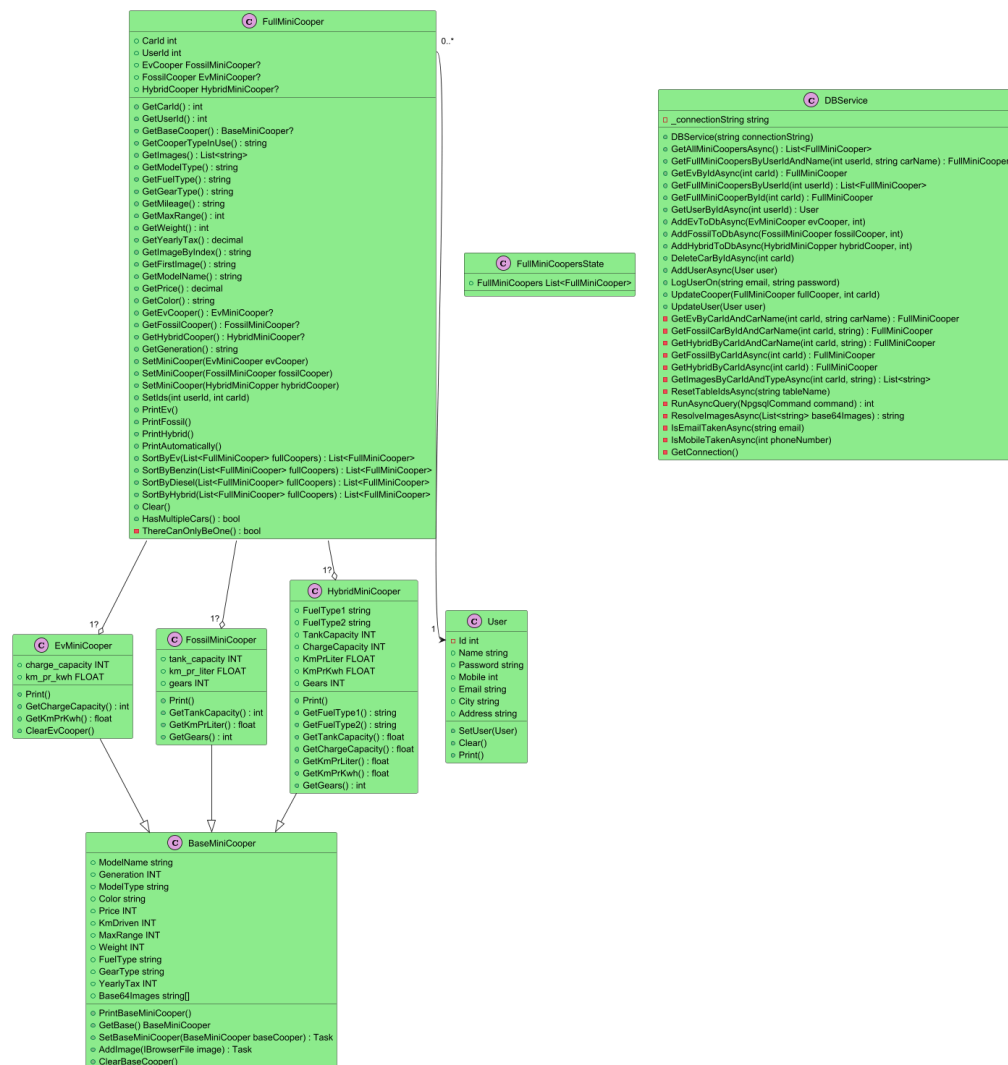 C FullMiniCooper
CarId int
UserId int
EvCooper FossilMiniCooper?
FossilCooper EvMiniCooper?
HybridCooper HybridMiniCooper?
GetCarId() : int
GetUserId() : int
GetBaseCooper() : BaseMiniCooper?
GetCooperTypeInUse() : string
GetImages() : List<string>
GetModelType() : string
GetFuelType() : string
GetGearType() : string
GetMileage() : string
GetMaxRange() : int
GetWeight() : int
GetYearlyTax() : decimal
GetImageByIndex() : string
GetFirstImage() : string
GetModelName() : string
GetPrice() : decimal
GetColor() : string
GetEvCooper() : EvMiniCooper?
GetFossilCooper() : FossilMiniCooper?
GetHybridCooper() : HybridMiniCooper?
GetGeneration() : string
SetMiniCooper(EvMiniCooper evCooper)
SetMiniCooper(FossilMiniCooper fossilCooper)
SetMiniCooper(HybridMiniCopper hybridCooper)
SetIds(int userId, int carId)
PrintEv()
PrintFossil()
PrintHybrid()
PrintAutomatically()
SortByEv(List<FullMiniCooper> fullCoopers) : List<FullMiniCooper>
SortByBenzin(List<FullMiniCooper> fullCoopers) : List<FullMiniCooper>
SortByDiesel(List<FullMiniCooper> fullCoopers) : List<FullMiniCooper>
SortByHybrid(List<FullMiniCooper> fullCoopers) : List<FullMiniCooper>
Clear()
HasMultipleCars() : bool
ThereCanOnlyBeOne() : bool
0..*
C FullMiniCoopersState
FullMiniCoopers List<FullMiniCooper>
C DBService
_connectionString string
DBService(string connectionString)
GetAllMiniCoopersAsync() : List<FullMiniCooper>
GetFullMiniCoopersByUserIdAndName(int userId, string carName) : FullMiniCooper
GetEvByIdAsync(int carId) : FullMiniCooper
GetFullMiniCoopersByUserId(int userId) : List<FullMiniCooper>
GetFullMiniCooperById(int carId) : FullMiniCooper
GetUserByIdAsync(int userId) : User
AddEvToDbAsync(EvMiniCooper evCooper, int)
AddFossilToDbAsync(FossilMiniCooper fossilCooper, int)
AddHybridToDbAsync(HybridMiniCopper hybridCooper, int)
DeleteCarByIdAsync(int carId)
AddUserAsync(User user)
LogUserOn(string email, string password)
UpdateCooper(FullMiniCooper fullCooper, int carId)
UpdateUser(User user)
GetEvByCarIdAndCarName(int carId, string carName) : FullMiniCooper
GetFossilCarByIdAndCarName(int carId, string) : FullMiniCooper
GetHybridByCarIdAndCarName(int carId, string) : FullMiniCooper
GetFossilByCarIdAsync(int carId) : FullMiniCooper
GetHybridByCarIdAsync(int carId) : FullMiniCooper
GetImagesByCarIdAndTypeAsync(int carId, string) : List<string>
ResetTableIdsAsync(string tableName)
RunAsyncQuery(NpgsqlCommand command) : int
ResolveImagesAsync(List<string> base64Images) : string
IsEmailTakenAsync(string email)
IsMobileTakenAsync(int phoneNumber)
GetConnection()
1?
1?
1?
1
C EvMiniCooper
charge_capacity INT
km_pr_kwh FLOAT
Print()
GetChargeCapacity() : int
GetKmPrKwh() : float
ClearEvCooper()
C FossilMiniCooper
tank_capacity INT
km_pr_liter FLOAT
gears INT
Print()
GetTankCapacity() : int
GetKmPrLiter() : float
GetGears() : int
C HybridMiniCooper
FuelType1 string
FuelType2 string
TankCapacity INT
ChargeCapacity INT
KmPrLiter FLOAT
KmPrKwh FLOAT
Gears INT
Print()
GetFuelType1() : string
GetFuelType2() : string
GetTankCapacity() : float
GetChargeCapacity() : float
GetKmPrLiter() : float
GetKmPrKwh() : float
GetGears() : int
C User
Id int
Name string
Password string
Mobile int
Email string
City string
Address string
SetUser(User)
Clear()
Print()
C BaseMiniCooper
ModelName string
Generation INT
ModelType string
Color string
Price INT
KmDriven INT
MaxRange INT
Weight INT
FuelType string
GearType string
YearlyTax INT
Base64Images string[]
PrintBaseMiniCooper()
GetBase() BaseMiniCooper
SetBaseMiniCooper(BaseMiniCooper baseCooper) : Task
AddImage(IBrowserFile image) : Task
ClearBaseCooper()